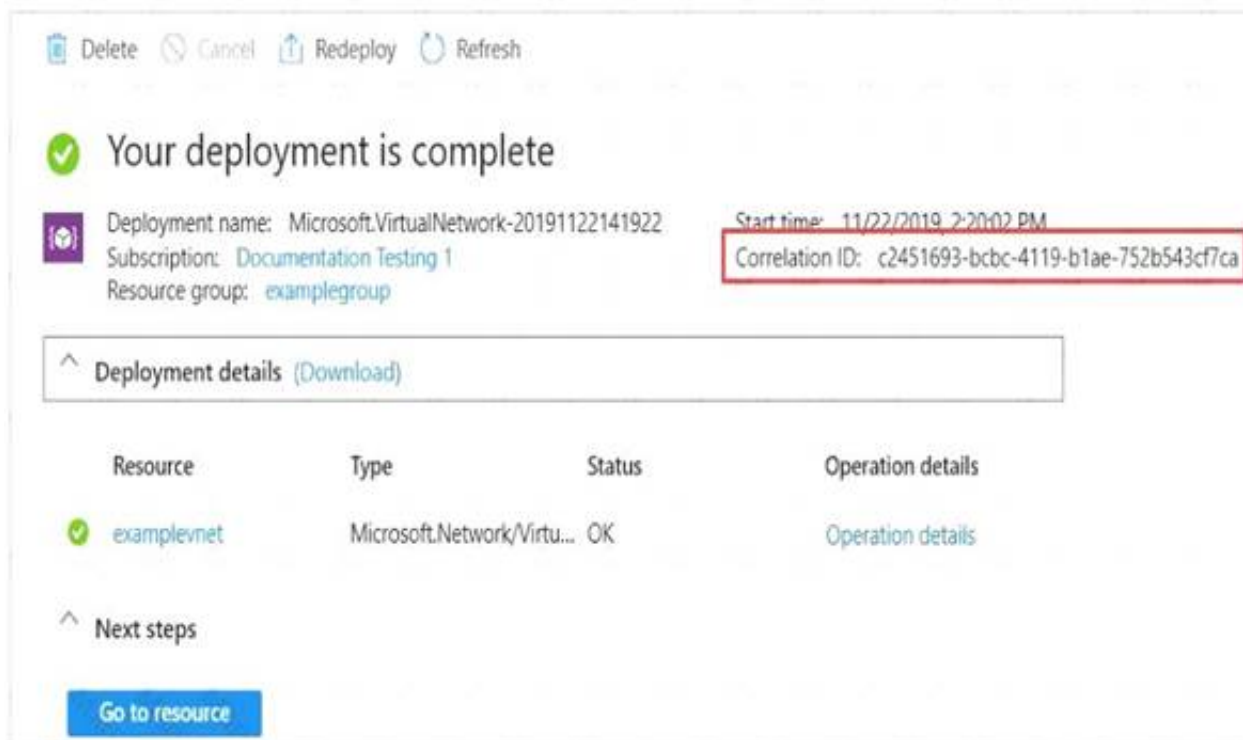 Delete Cancel Redeploy Refresh
Your deployment is complete
Deployment name: Microsoft.VirtualNetwork-20191122141922 Start time: 11/22/2019, 2:20:02 PM
Subscription: Documentation Testing 1 Correlation ID: c2451693-bcbc-4119-b1ae-752b543cf7ca
Resource group: examplegroup
Deployment details (Download)
Resource Type Status Operation details
examplevnet Microsoft.Network/Virtu... OK Operation details
Next steps
Go to resource